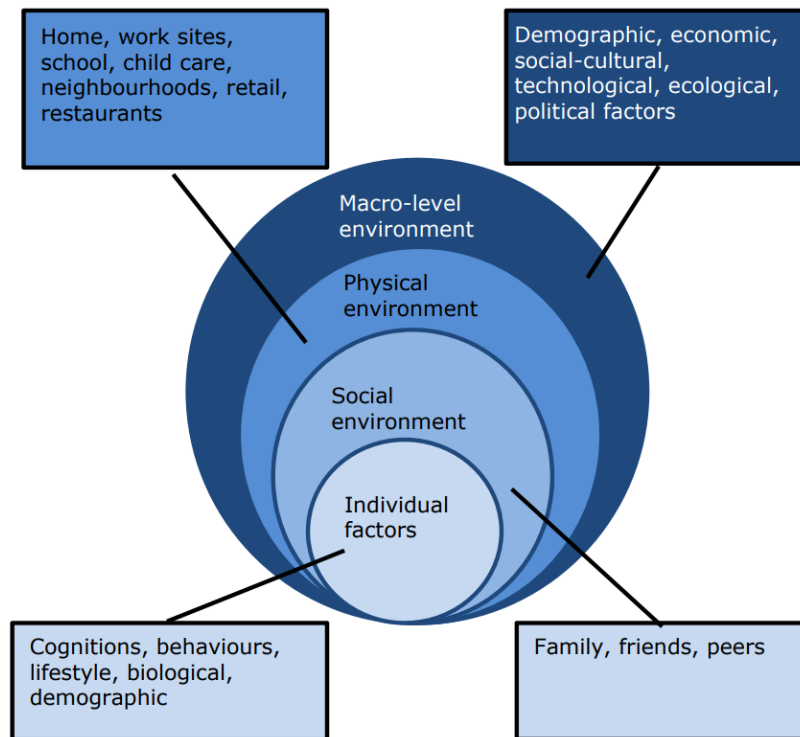 Home, work sites,
school, child care,
neighbourhoods, retail,
restaurants
Demographic, economic,
social-cultural,
technological, ecological,
political factors
Macro-level
environment
Physical
environment
Social
environment
Individual
factors
Cognitions, behaviours,
lifestyle, biological,
demographic
Family, friends, peers